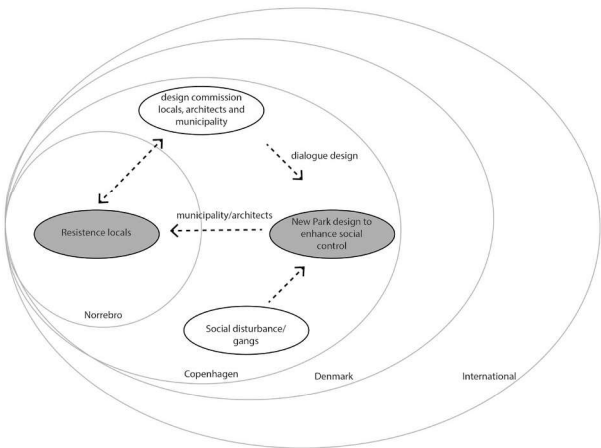 design commission
locals, architects and
municipality
dialogue design
municipality/architects
Resistence locals
New Park design to
enhance social
control
Norrebro
Social disturbance/
gangs
Copenhagen
Denmark
International